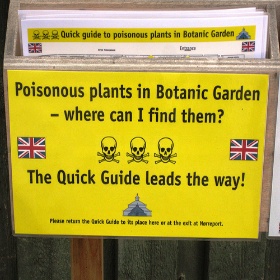 Quick guide to poisonous plants in Botanic Garden
Poisonous plants in Botanic Garden
– where can I find them?
The Quick Guide leads the way!
Please return the Quick Guide to its place here or at the exit at Nørreport.